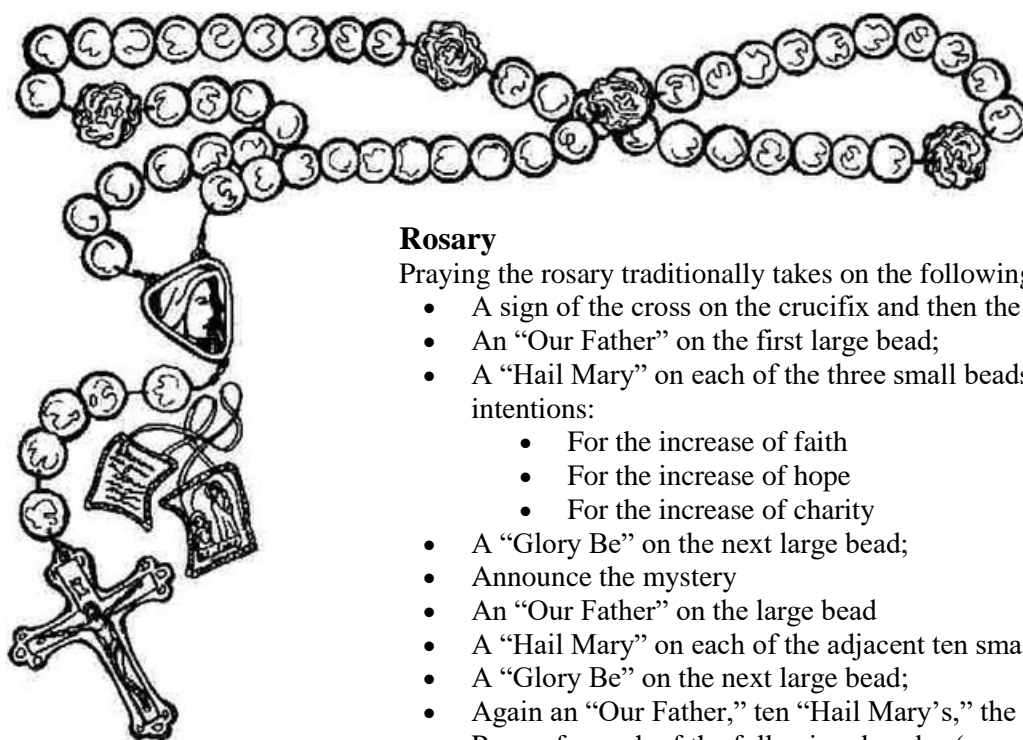 Rosary
Praying the rosary traditionally takes on the following
• A sign of the cross on the crucifix and then the
• An “Our Father” on the first large bead;
• A “Hail Mary” on each of the three small beads
intentions:
• For the increase of faith
• For the increase of hope
• For the increase of charity
• A “Glory Be” on the next large bead;
• Announce the mystery
• An “Our Father” on the large bead
• A “Hail Mary” on each of the adjacent ten
• A “Glory Be” on the next large bead;
• Again an “Our Father,” ten “Hail Mary’s,” the